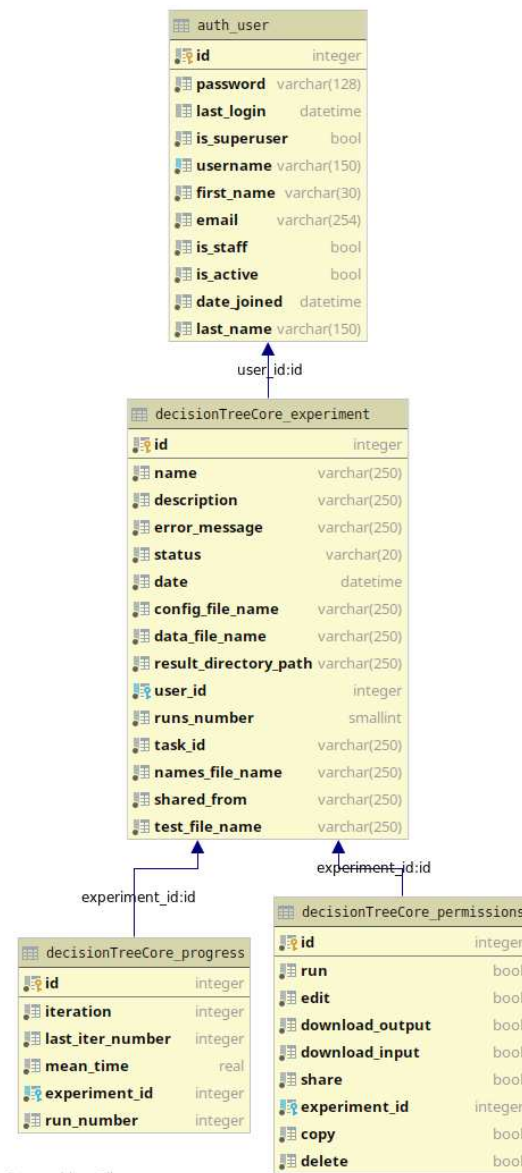 auth_user
id integer
password varchar(128)
last_login datetime
is_superuser bool
username varchar(150)
first_name varchar(30)
email varchar(254)
is_staff bool
is_active bool
date_joined datetime
last_name varchar(150)
user_id:id
decisionTreeCore_experiment
id integer
name varchar(250)
description varchar(250)
error_message varchar(250)
status varchar(20)
date datetime
config_file_name varchar(250)
data_file_name varchar(250)
result_directory_path varchar(250)
user_id integer
runs_number smallint
task_id varchar(250)
names_file_name varchar(250)
shared_from varchar(250)
test_file_name varchar(250)
experiment_id:id
experiment_id:id
decisionTreeCore_progress
id integer
iteration integer
last_iter_number integer
mean_time real
experiment_id integer
run_number integer
decisionTreeCore_permissions
id integer
run bool
edit bool
download_output bool
download_input bool
share bool
experiment_id integer
copy bool
delete bool